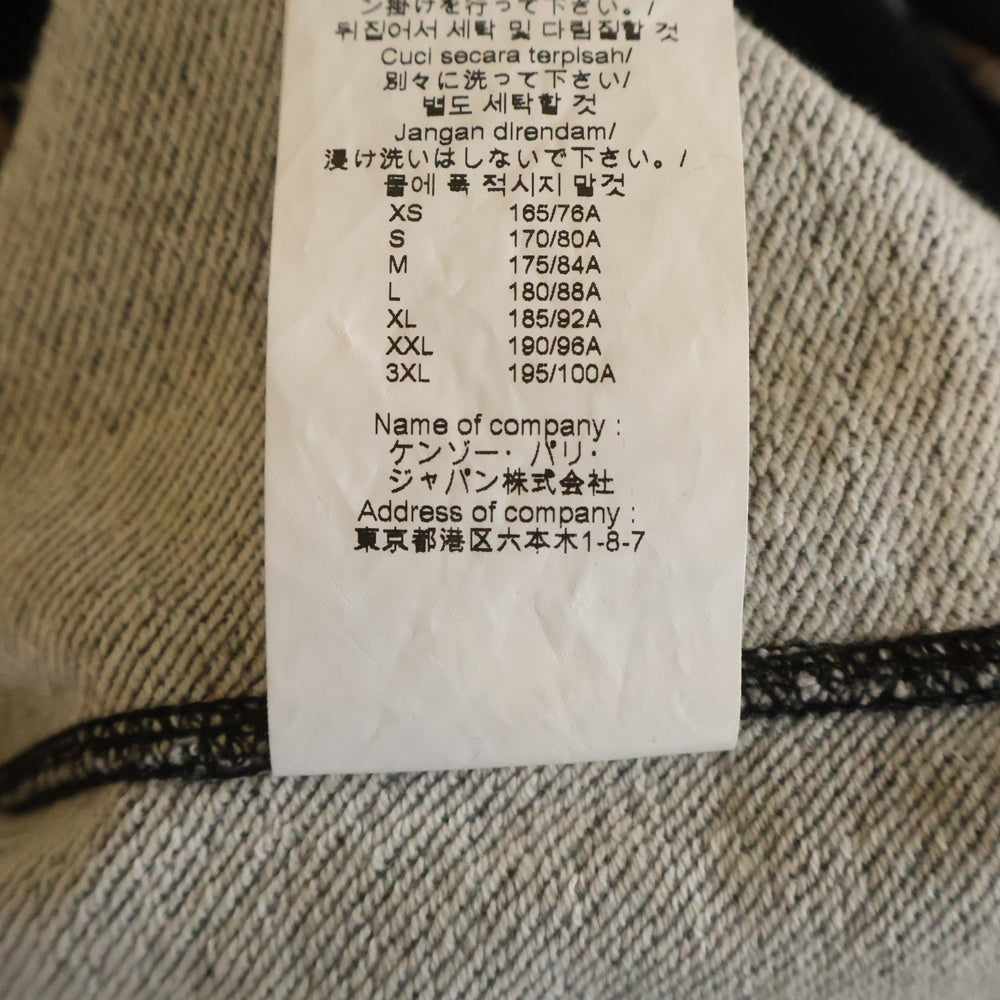 ン掛けを行って下さい。/
뒤집어서 세탁 및 다림질할 것
Cuci secara terpisah/
別々に洗って下さい/
별도 세탁할 것
Jangan direndam/
浸け洗いはしないで下さい。/
물에 푹 적시지 말것
XS 165/76A
S 170/80A
M 175/84A
L 180/88A
XL 185/92A
XXL 190/96A
3XL 195/100A
Name of company :
ケンゾー・パリ・
ジャパン株式会社
Address of company :
東京都港区六本木1-8-7